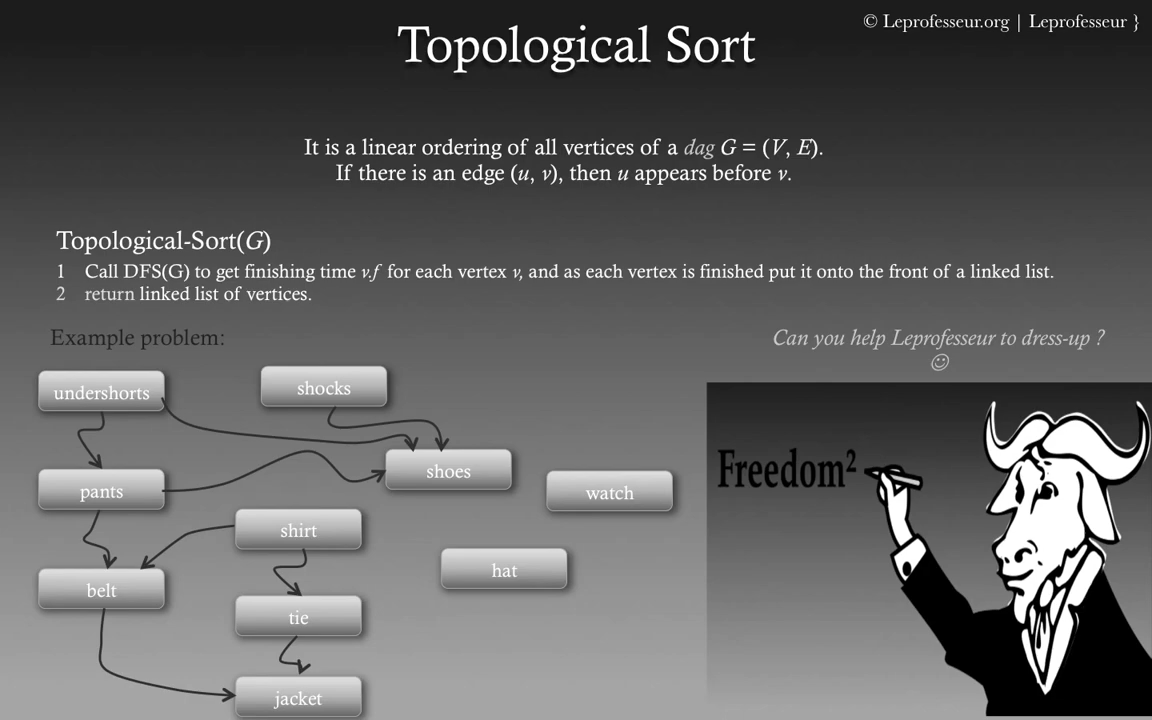 © Leprofesseur.org | Leprofesseur }
Topological Sort
It is a linear ordering of all vertices of a dag G = (V, E).
If there is an edge (u, v), then u appears before v.
Topological-Sort(G)
1 Call DFS(G) to get finishing time v.f for each vertex v, and as each vertex is finished put it onto the front of a linked list.
2 return linked list of vertices.
Example problem:
Can you help Leprofesseur to dress-up ?
☺
undershorts
shocks
shoes
pants
watch
shirt
hat
belt
tie
jacket
Freedom²